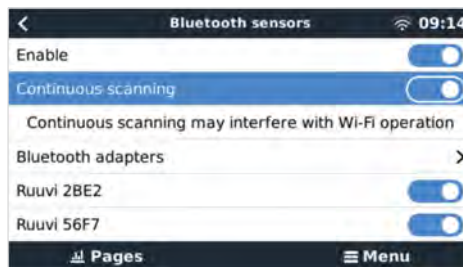 Bluetooth sensors 09:14
Enable
Continuous scanning
Continuous scanning may interfere with Wi-Fi operation
Bluetooth adapters
Ruuvi 2BE2
Ruuvi 56F7
Pages Menu